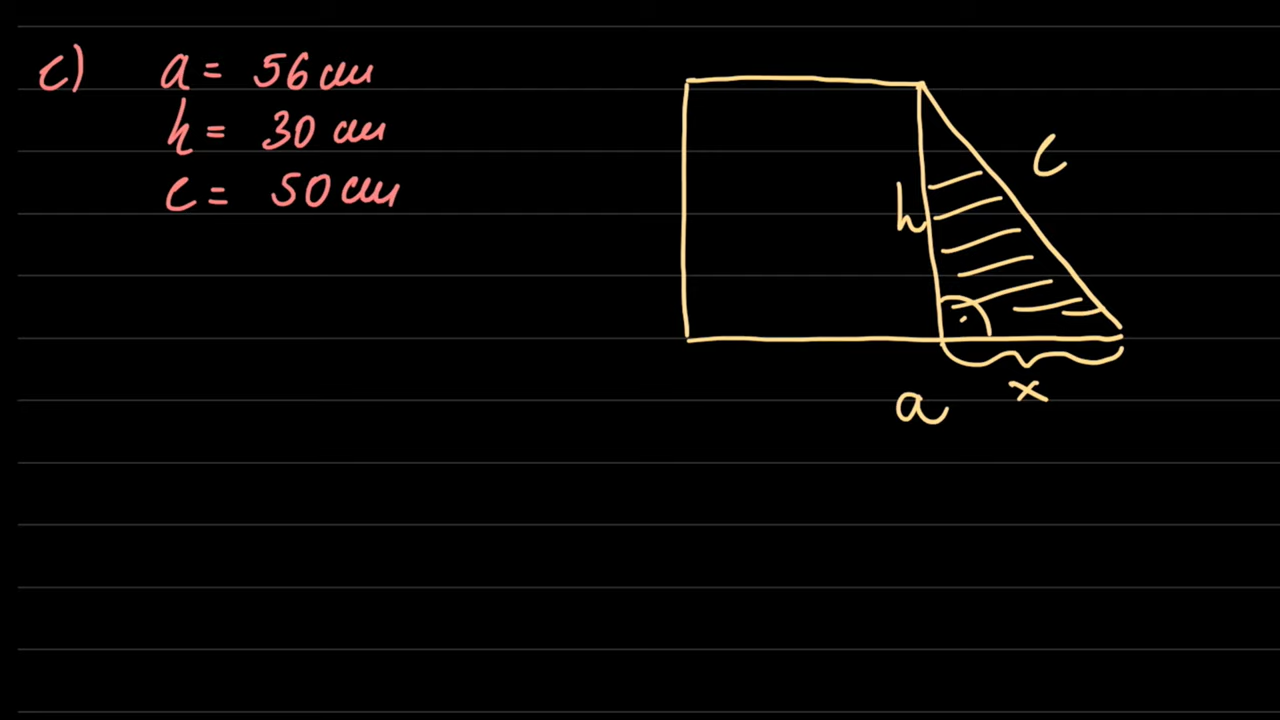 c) a = 56 cm
h = 30 cm
c = 50 cm
c
h
x
a